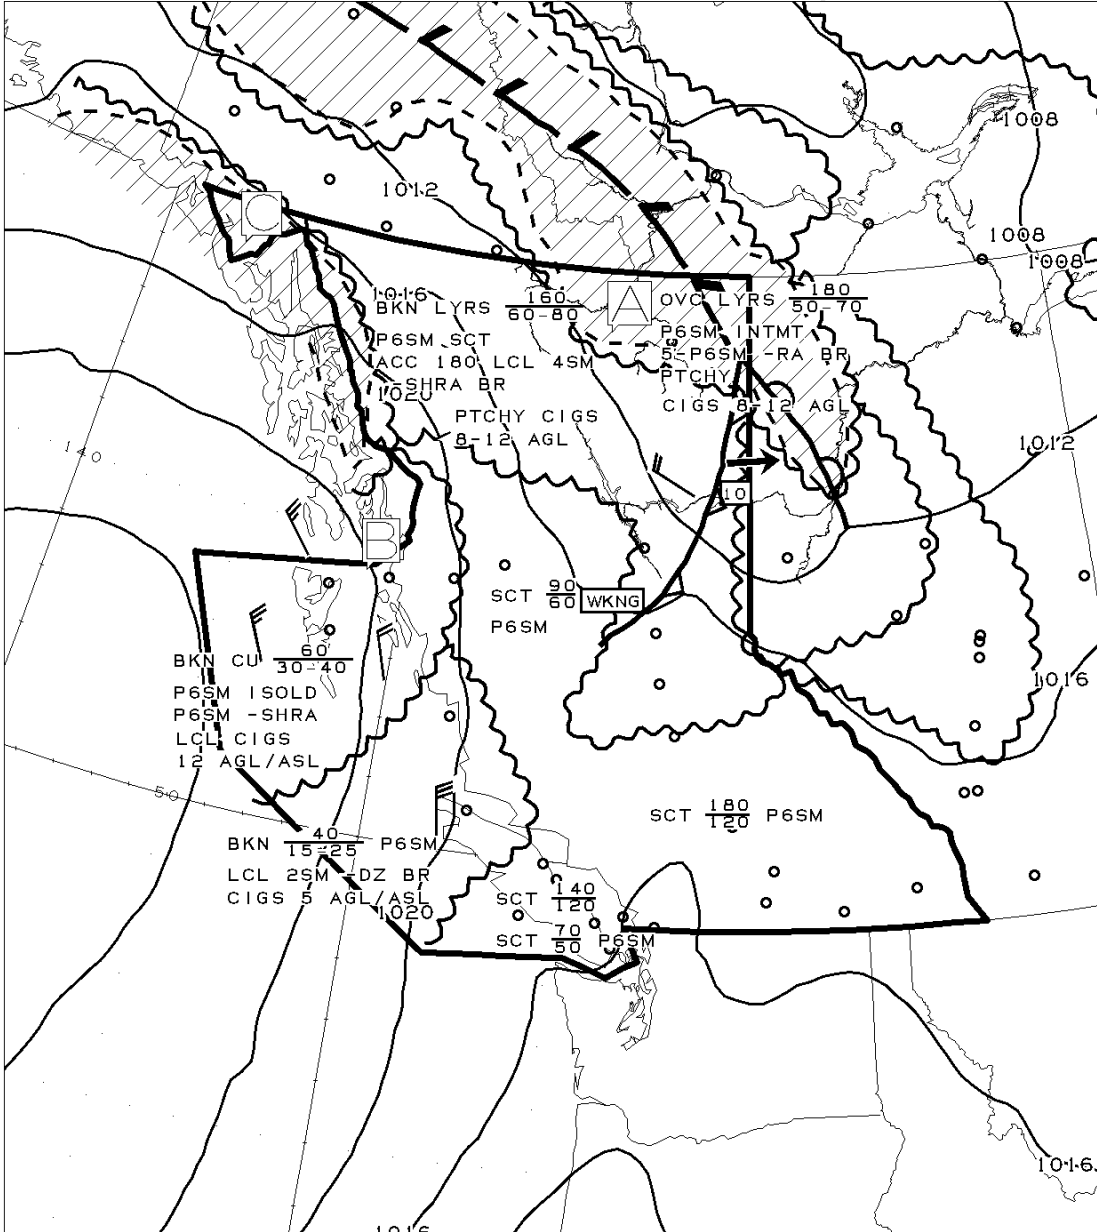 1008
1012
1008
1008
C
1016
BKN LYRS 160
60-80
A
OVC LYRS 180
50-70
P6SM SCT
ACC 180 LCL 4SM
-SHRA BR
P6SM INTMT
5-P6SM -RA BR
PTCHY
CIGS 8-12 AGL
1020
PTCHY CIGS
8-12 AGL
1012
140
10
B
SCT 90
60
WKNG
P6SM
BKN CU 60
30-40
P6SM ISOLD
P6SM -SHRA
LCL CIGS
12 AGL/ASL
1016
50
SCT 180
120 P6SM
BKN 40
15-25 P6SM
LCL 2SM -DZ BR
CIGS 5 AGL/ASL
1020
SCT 140
120
SCT 70
50 P6SM
1016
1016